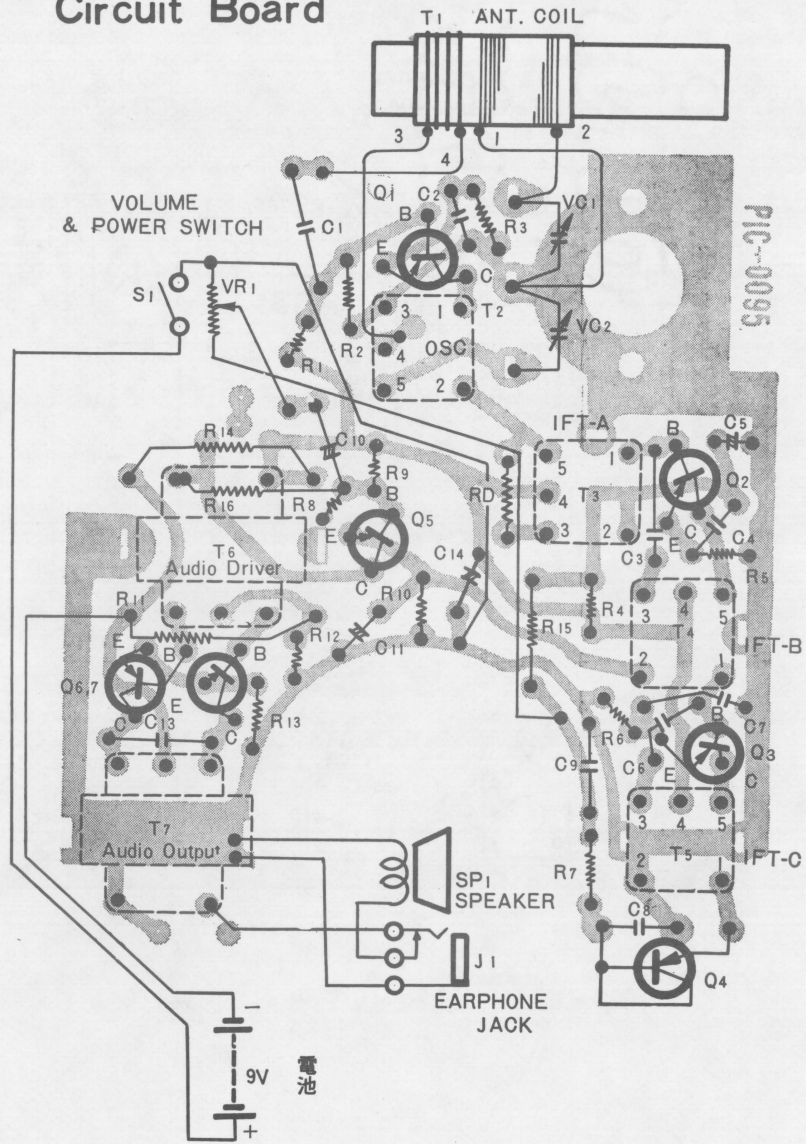 Circuit Board
T1 ANT. COIL
3 4 1 2
VOLUME
& POWER SWITCH
C1
Q1
C2
B
R3
VC1
E
C
S1
VR1
3 1 T2
R2
4 OSC
VC2
R1
5 2
PIC-0095
IFT-A
C5
R14
C10
R9
5 1
B
Q2
RD
4 T3
R16
R8
B
Q5
E
3 2
C3
E
C
C4
T6
Audio Driver
C
C14
R5
R11
R10
R12
C11
R15
R4
3 4 5
T4
IFT-B
2 1
E
B
B
Q6,7
E
C
C13
C
R13
R6
B
C7
Q3
C9
C6
E
C
T7
Audio Output
3 4 5
2 T5 1
IFT-C
R7
SP1
SPEAKER
C8
J1
Q4
EARPHONE
JACK
−
9V
電池
+